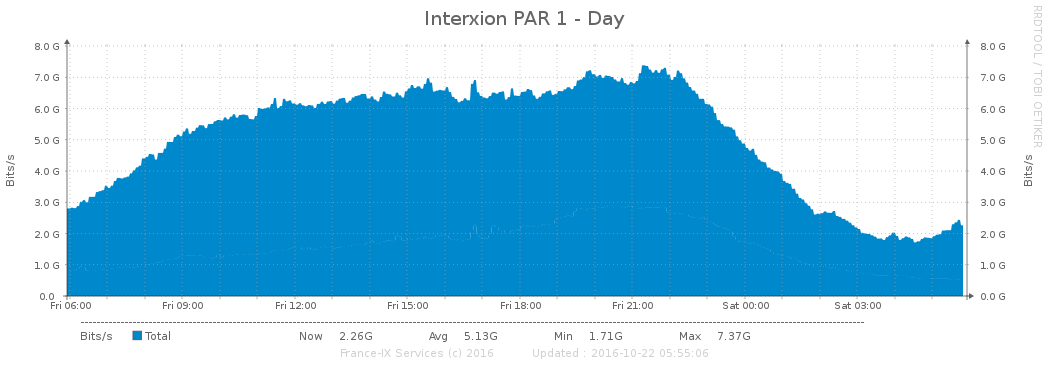 Interxion PAR 1 - Day
RRDTOOL / TOBI OETIKER
Bits/s
8.0 G 8.0 G
7.0 G 7.0 G
6.0 G 6.0 G
5.0 G 5.0 G
4.0 G 4.0 G
3.0 G 3.0 G
2.0 G 2.0 G
1.0 G 1.0 G
0.0 0.0 G
Bits/s
Fri 06:00 Fri 09:00 Fri 12:00 Fri 15:00 Fri 18:00 Fri 21:00 Sat 00:00 Sat 03:00
Bits/s Total Now 2.26G Avg 5.13G Min 1.71G Max 7.37G
France-IX Services (c) 2016 Updated : 2016-10-22 05:55:06